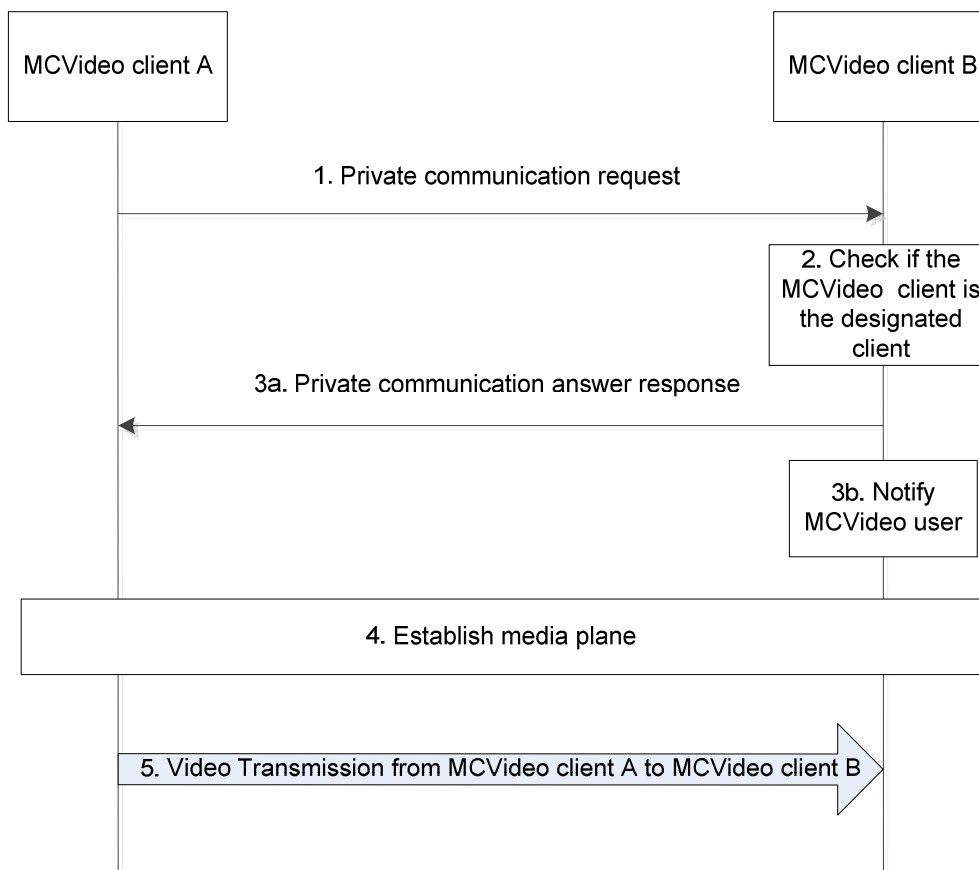 MCVideo client A
MCVideo client B
1. Private communication request
2. Check if the
MCVideo client is
the designated
client
3a. Private communication answer response
3b. Notify
MCVideo user
4. Establish media plane
5. Video Transmission from MCVideo client A to MCVideo client B